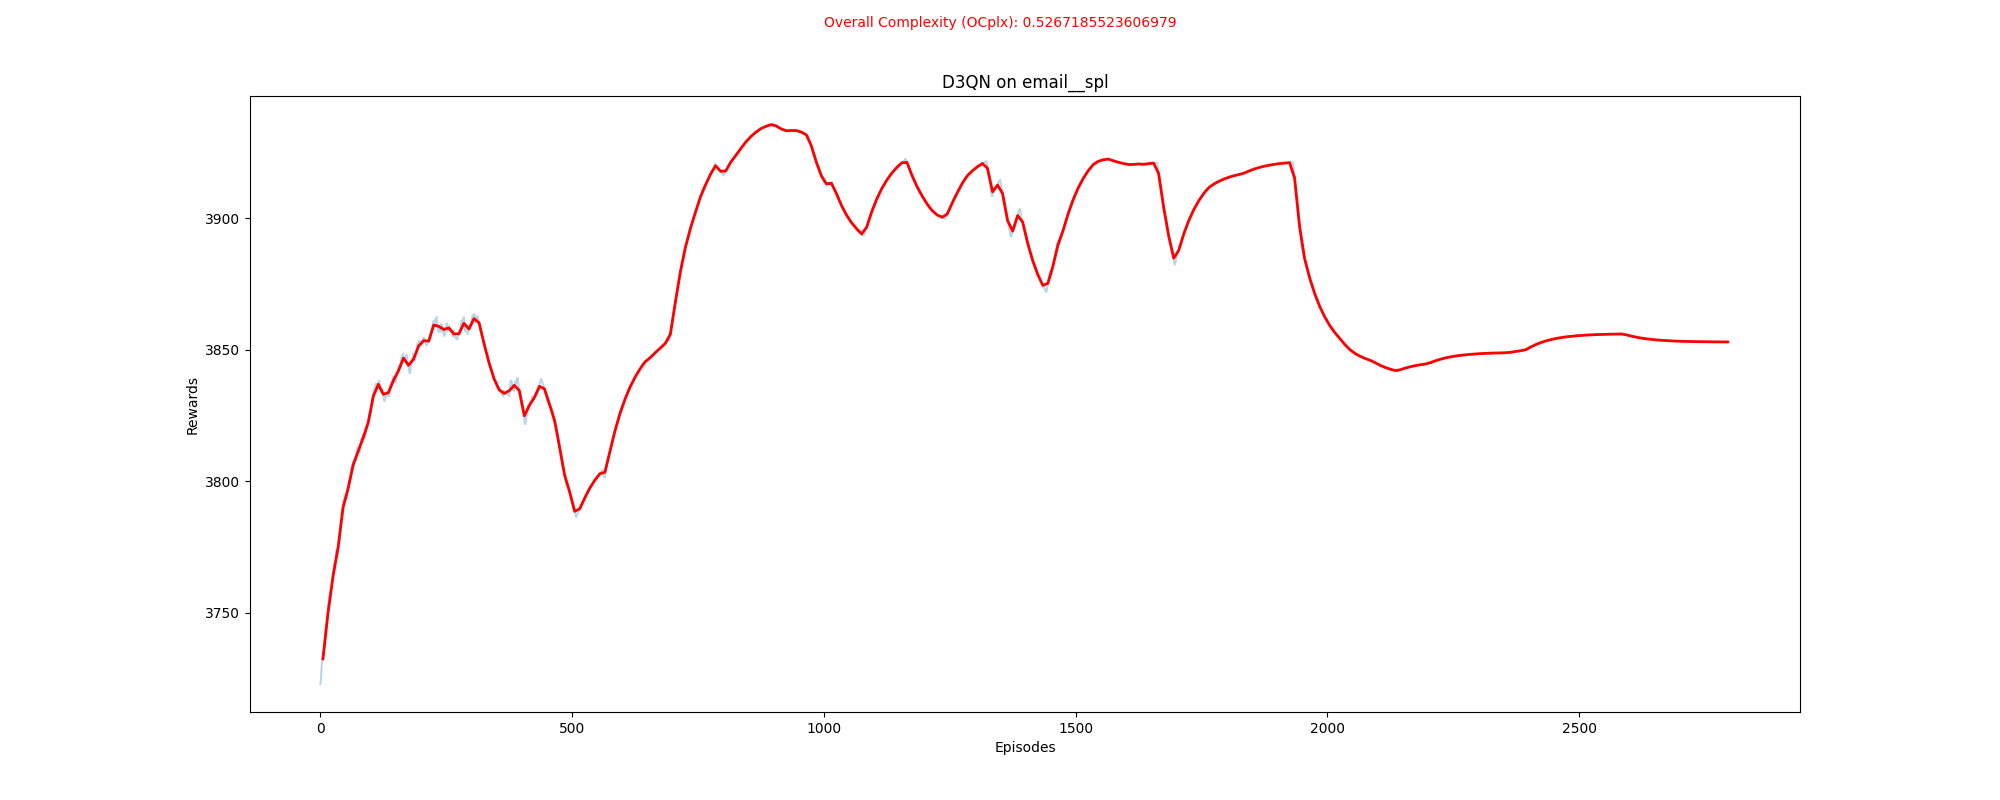 Overall Complexity (OCplx): 0.5267185523606979
D3QN on email__spl
3900
3850
3800
3750
Rewards
0 500 1000 1500 2000 2500
Episodes